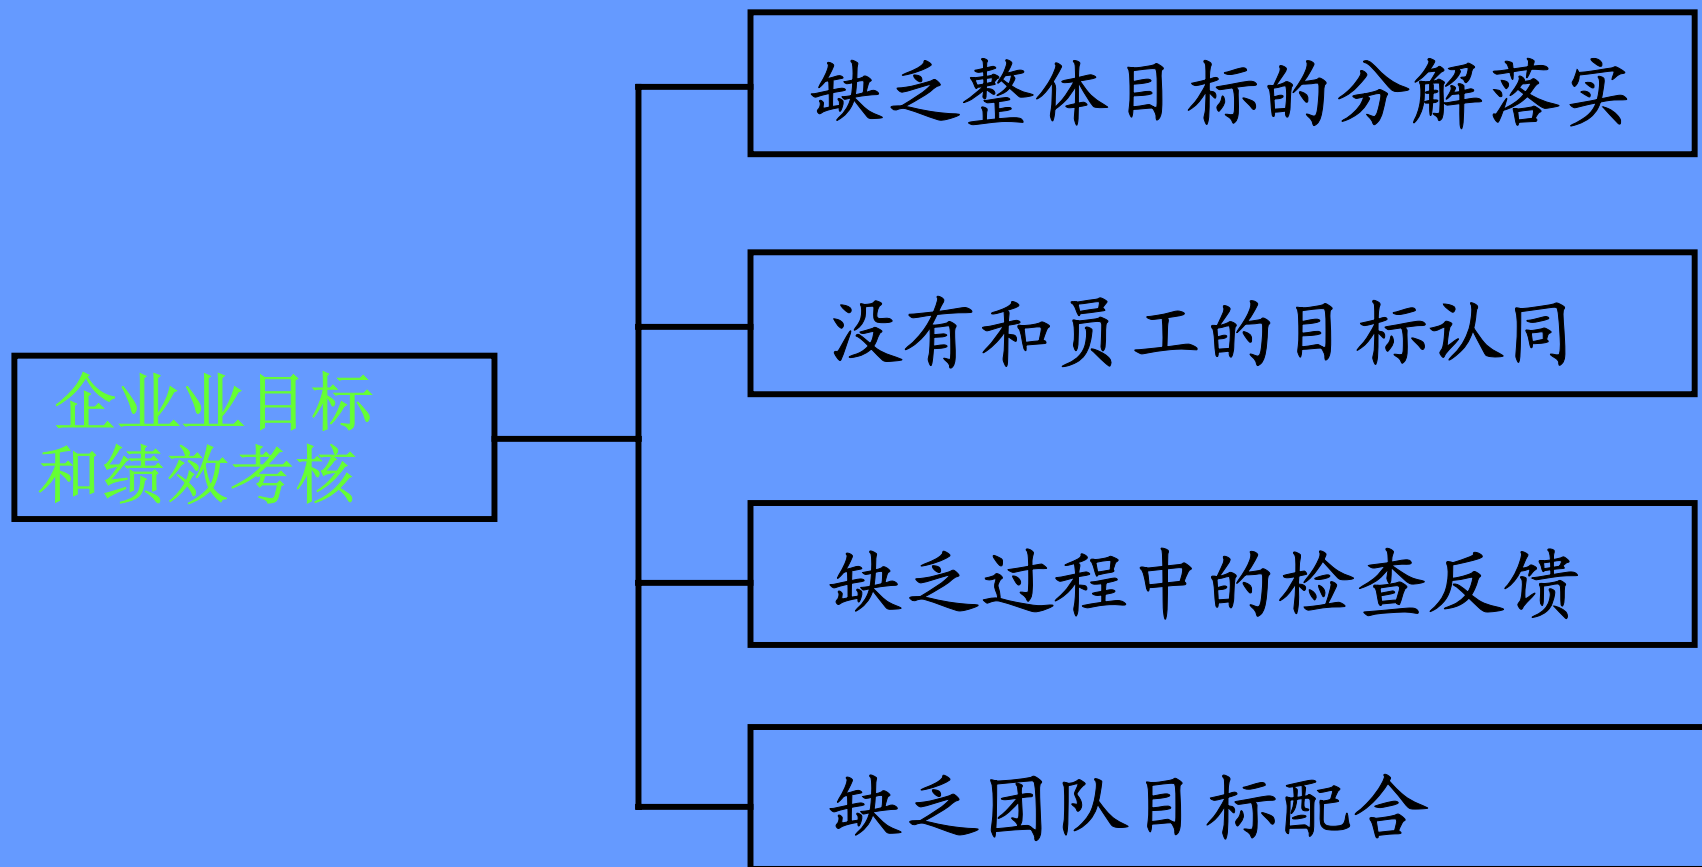 企业业目标
和绩效考核
缺乏整体目标的分解落实
没有和员工的目标认同
缺乏过程中的检查反馈
缺乏团队目标配合